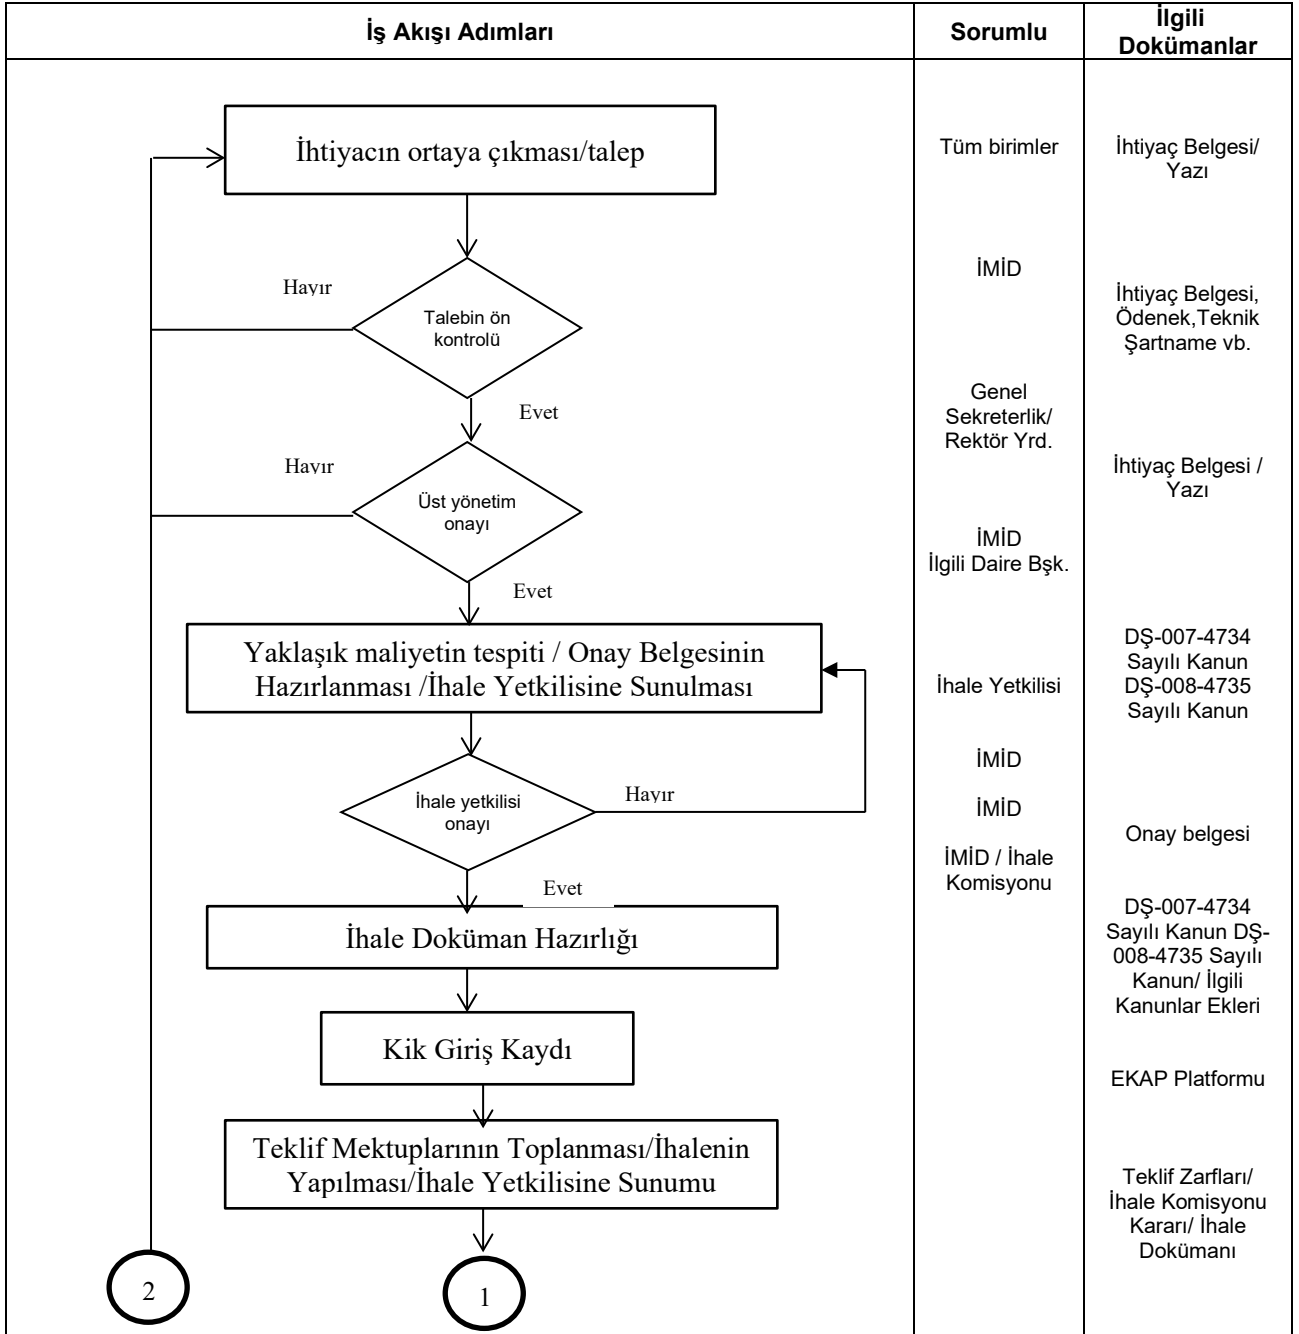 İş Akışı Adımları
Sorumlu
İlgili
Dokümanlar
İhtiyacın ortaya çıkması/talep
Hayır
Talebin ön
kontrolü
Evet
Hayır
Üst yönetim
onayı
Evet
Yaklaşık maliyetin tespiti / Onay Belgesinin
Hazırlanması /İhale Yetkilisine Sunulması
İhale yetkilisi
onayı
Hayır
Evet
İhale Doküman Hazırlığı
Kik Giriş Kaydı
Teklif Mektuplarının Toplanması/İhalenin
Yapılması/İhale Yetkilisine Sunumu
2
1
Tüm birimler
İMİD
Genel
Sekreterlik/
Rektör Yrd.
İMİD
İlgili Daire Bşk.
İhale Yetkilisi
İMİD
İMİD
İMİD / İhale
Komisyonu
İhtiyaç Belgesi/
Yazı
İhtiyaç Belgesi,
Ödenek,Teknik
Şartname vb.
İhtiyaç Belgesi /
Yazı
DŞ-007-4734
Sayılı Kanun
DŞ-008-4735
Sayılı Kanun
Onay belgesi
DŞ-007-4734
Sayılı Kanun DŞ-
008-4735 Sayılı
Kanun/ İlgili
Kanunlar Ekleri
EKAP Platformu
Teklif Zarfları/
İhale Komisyonu
Kararı/ İhale
Dokümanı